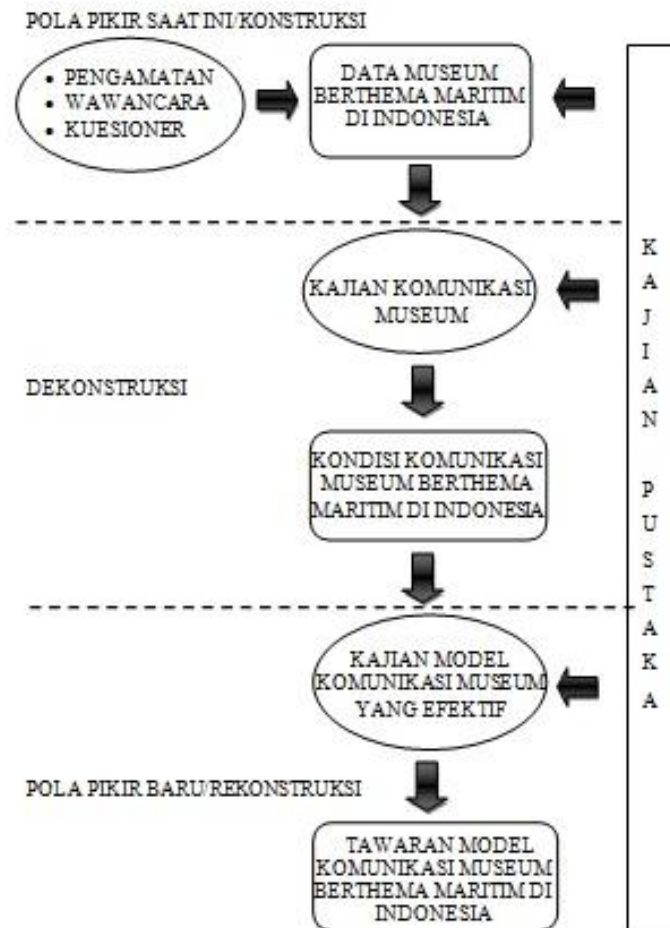 POLA PIKIR SAAT INI/KONSTRUKSI
• PENGAMATAN
• WAWANCARA
• KUESIONER
DATA MUSEUM
BERTHEMA MARITIM
DI INDONESIA
KAJIAN KOMUNIKASI
MUSEUM
DEKONSTRUKSI
KONDISI KOMUNIKASI
MUSEUM BERTHEMA
MARITIM DI INDONESIA
KAJIAN MODEL
KOMUNIKASI MUSEUM
YANG EFEKTIF
POLA PIKIR BARU/REKONSTRUKSI
TAWARAN MODEL
KOMUNIKASI MUSEUM
BERTHEMA MARITIM DI
INDONESIA
K
A
J
I
A
N
P
U
S
T
A
K
A